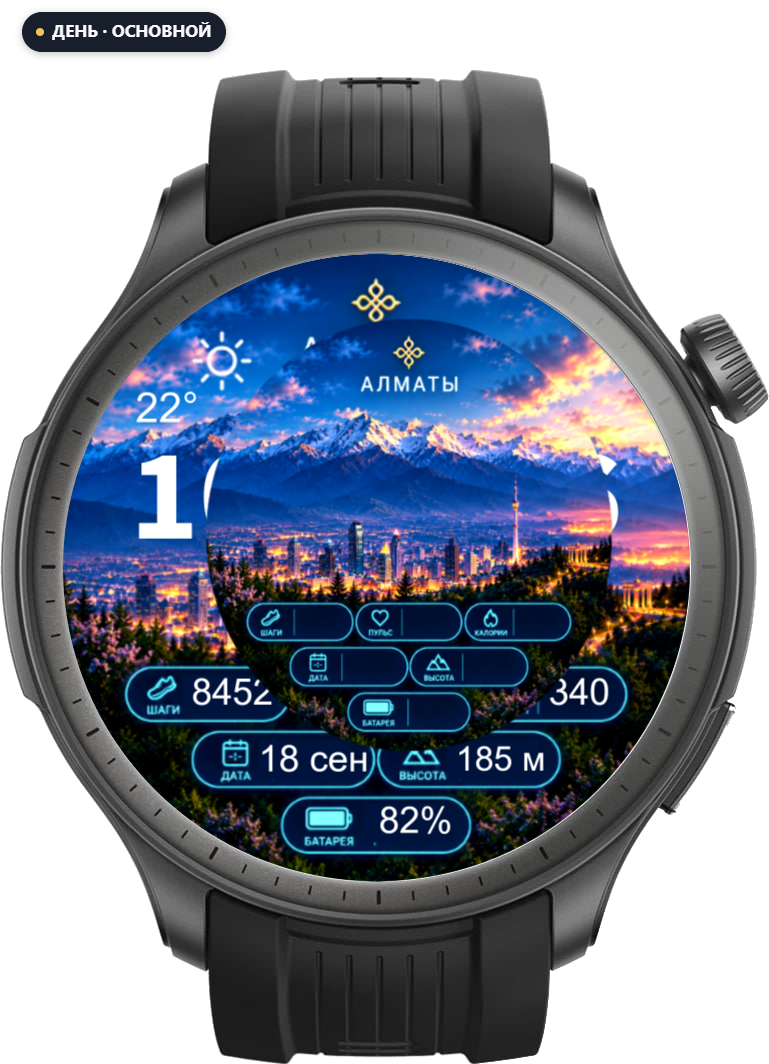 ДЕНЬ · ОСНОВНОЙ
АЛМАТЫ
22°
1
ШАГИ
ПУЛЬС
КАЛОРИИ
ДАТА
ВЫСОТА
БАТАРЕЯ
ШАГИ 8452
340
ДАТА 18 сен
ВЫСОТА 185 м
БАТАРЕЯ 82%